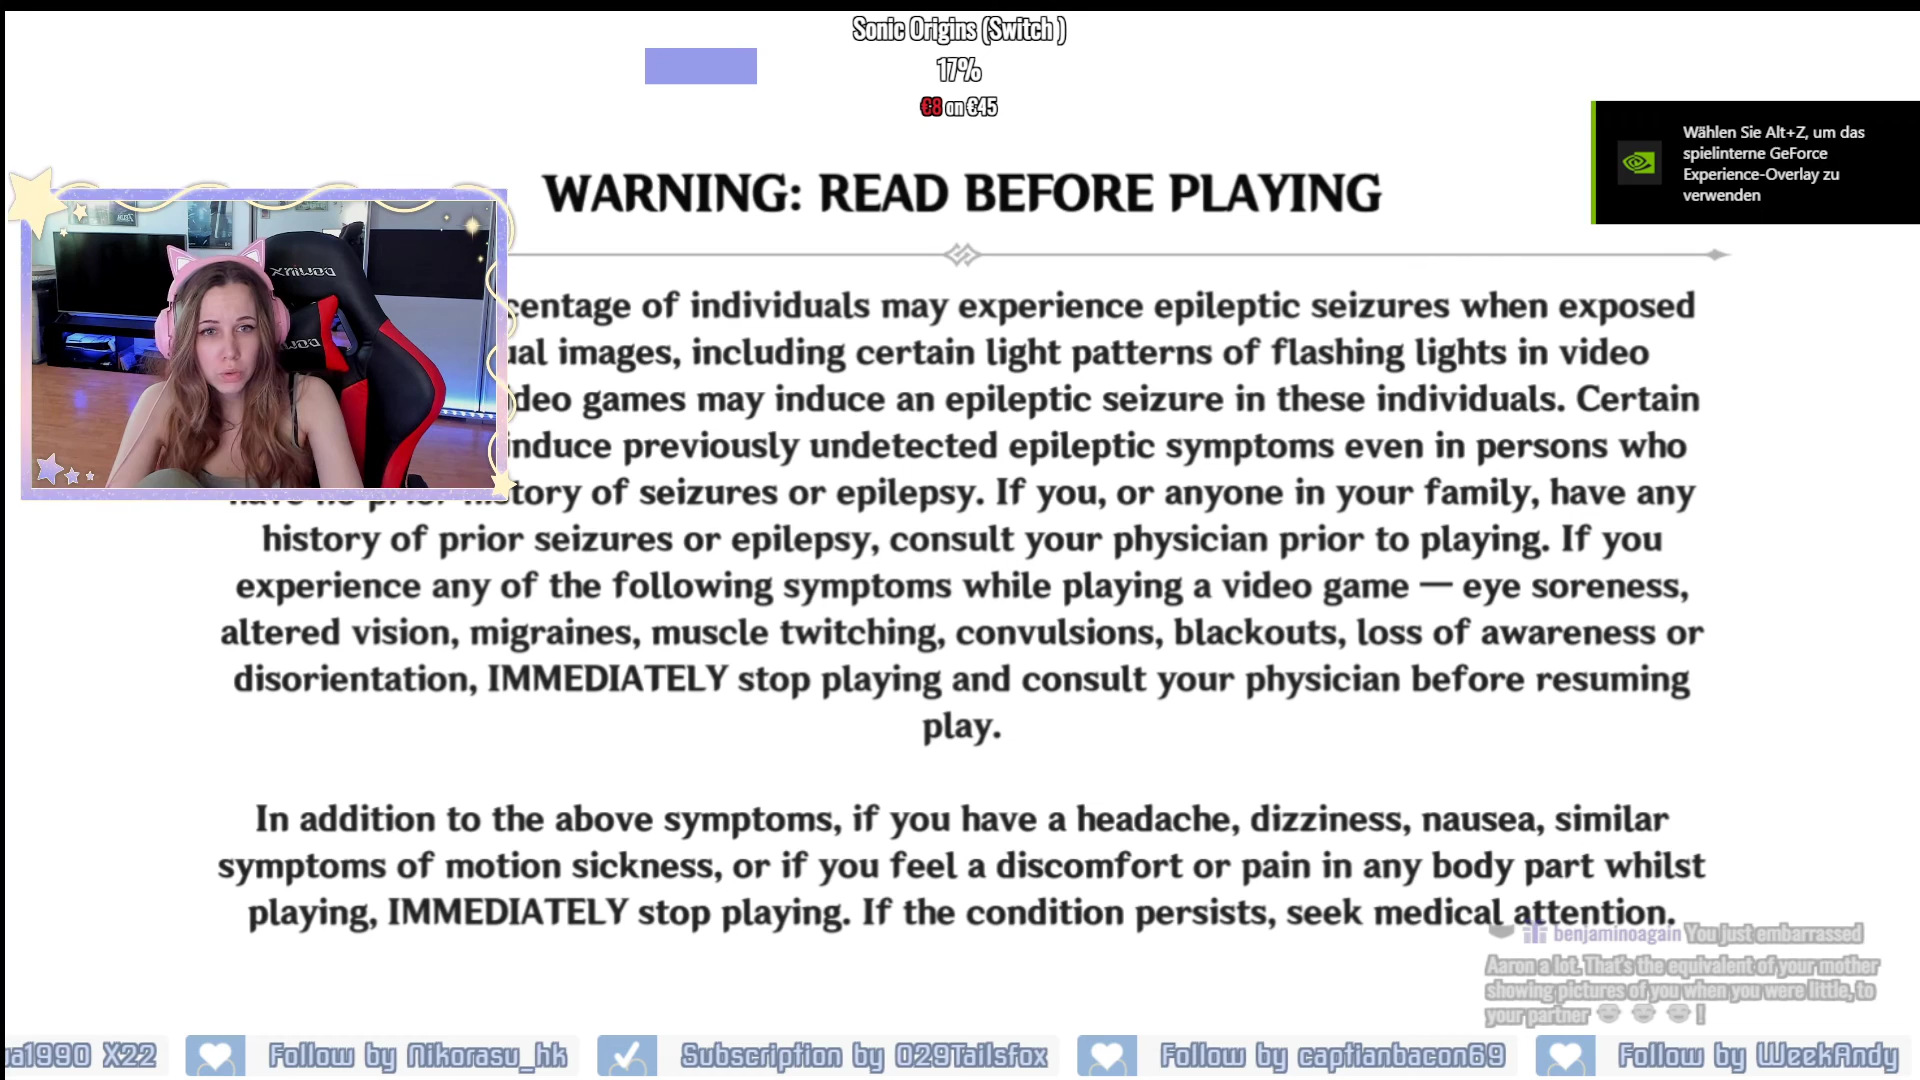 Sonic Origins (Switch )
17%
€8 on €45
Wählen Sie Alt+Z, um das
spielinterne GeForce
Experience-Overlay zu
verwenden
WARNING: READ BEFORE PLAYING
centage of individuals may experience epileptic seizures when exposed
ual images, including certain light patterns of flashing lights in video
deo games may induce an epileptic seizure in these individuals. Certain
induce previously undetected epileptic symptoms even in persons who
have no prior history of seizures or epilepsy. If you, or anyone in your family, have any
history of prior seizures or epilepsy, consult your physician prior to playing. If you
experience any of the following symptoms while playing a video game — eye soreness,
altered vision, migraines, muscle twitching, convulsions, blackouts, loss of awareness or
disorientation, IMMEDIATELY stop playing and consult your physician before resuming
play.
In addition to the above symptoms, if you have a headache, dizziness, nausea, similar
symptoms of motion sickness, or if you feel a discomfort or pain in any body part whilst
playing, IMMEDIATELY stop playing. If the condition persists, seek medical attention.
benjaminoagain You just embarrassed
Aaron a lot. That's the equivalent of your mother
showing pictures of you when you were little, to
your partner !
ua1990 X22 Follow by Nikorasu_hk Subscription by 029Tailsfox Follow by captianbacon69 Follow by WeekAndy